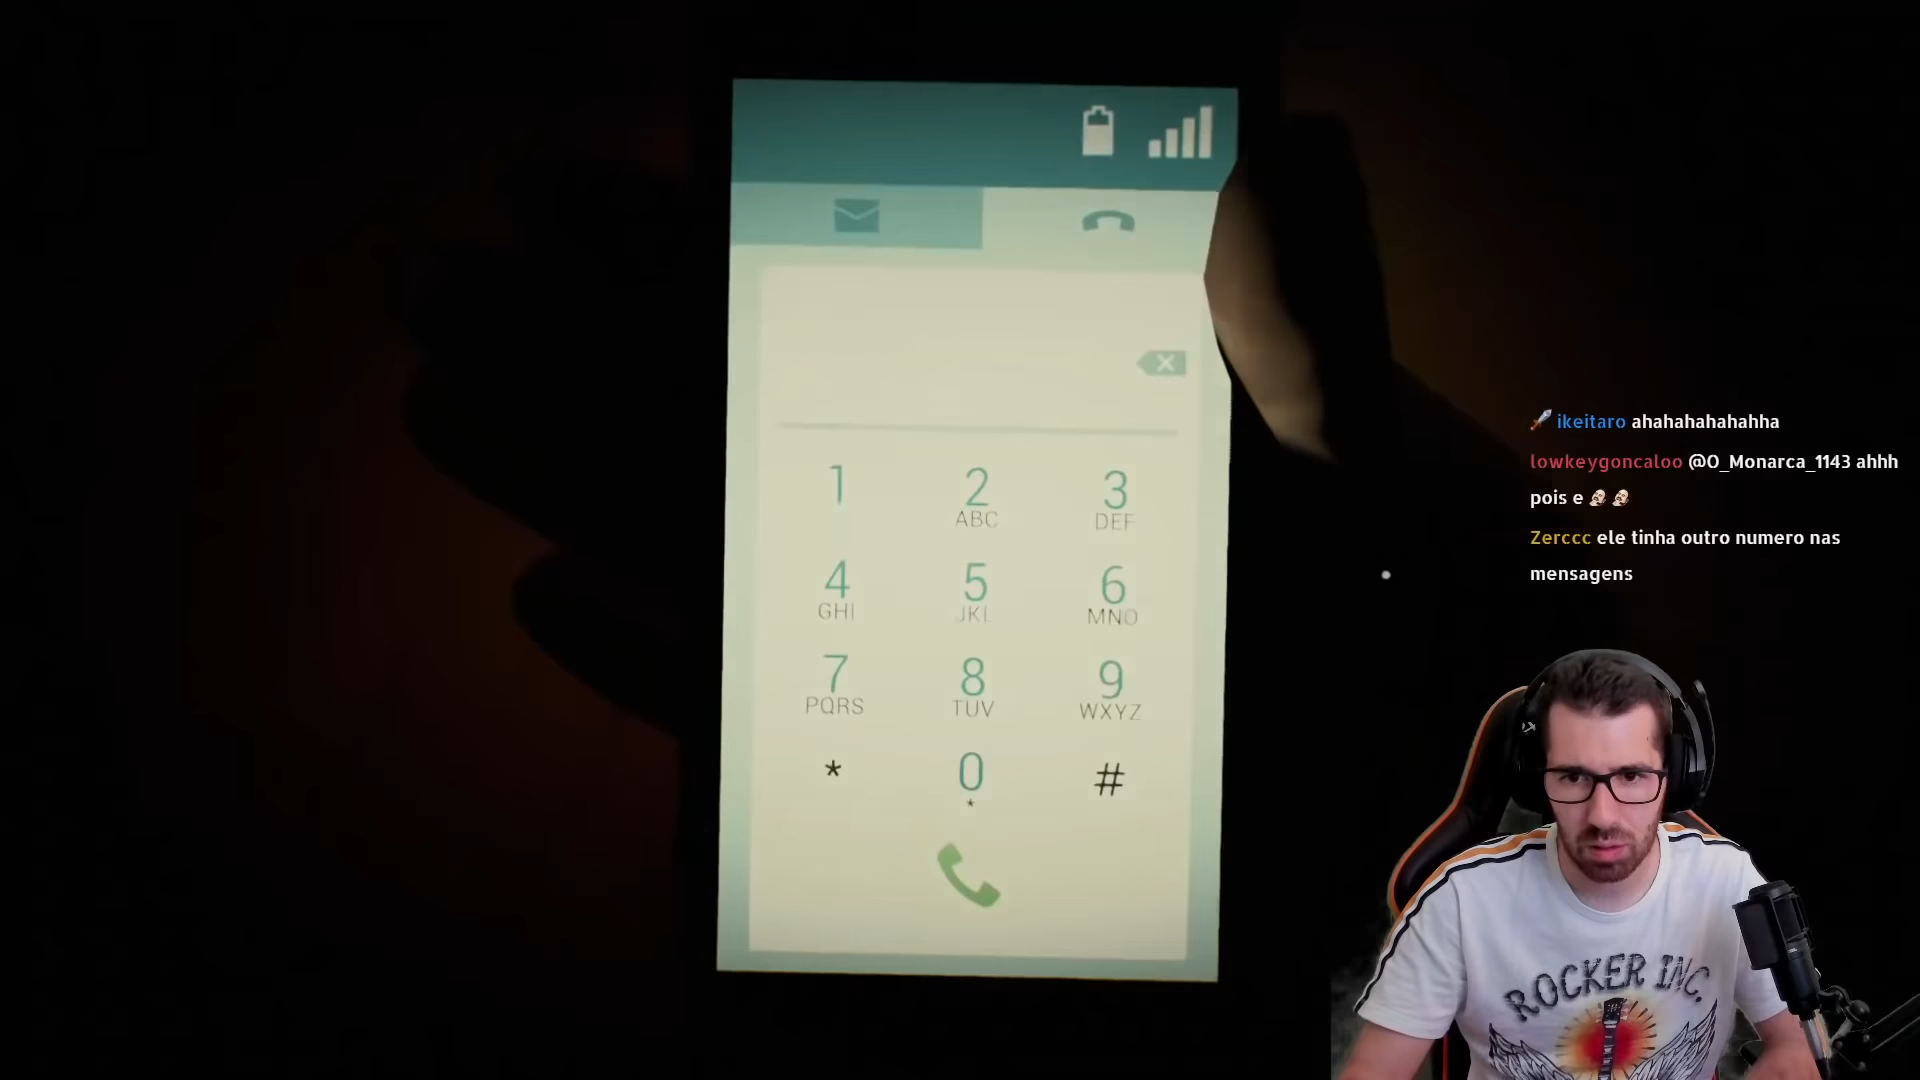 1
2
3
ABC
DEF
4
5
6
GHI
JKL
MNO
7
8
9
PQRS
TUV
WXYZ
*
0
#
*
ikeitaro ahahahahahahha
lowkeygoncaloo @O_Monarca_1143 ahhh
pois e
Zerccc ele tinha outro numero nas
mensagens
ROCKER INC.